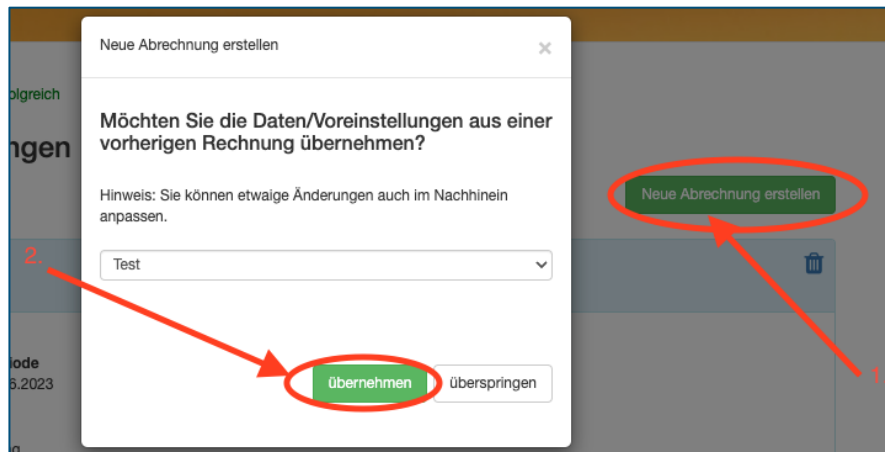 Neue Abrechnung erstellen ×
olgreich
Möchten Sie die Daten/Voreinstellungen aus einer
vorherigen Rechnung übernehmen?
ngen
Hinweis: Sie können etwaige Änderungen auch im Nachhinein
anpassen.
Neue Abrechnung erstellen
2.
Test
iode
6.2023
übernehmen überspringen
1.